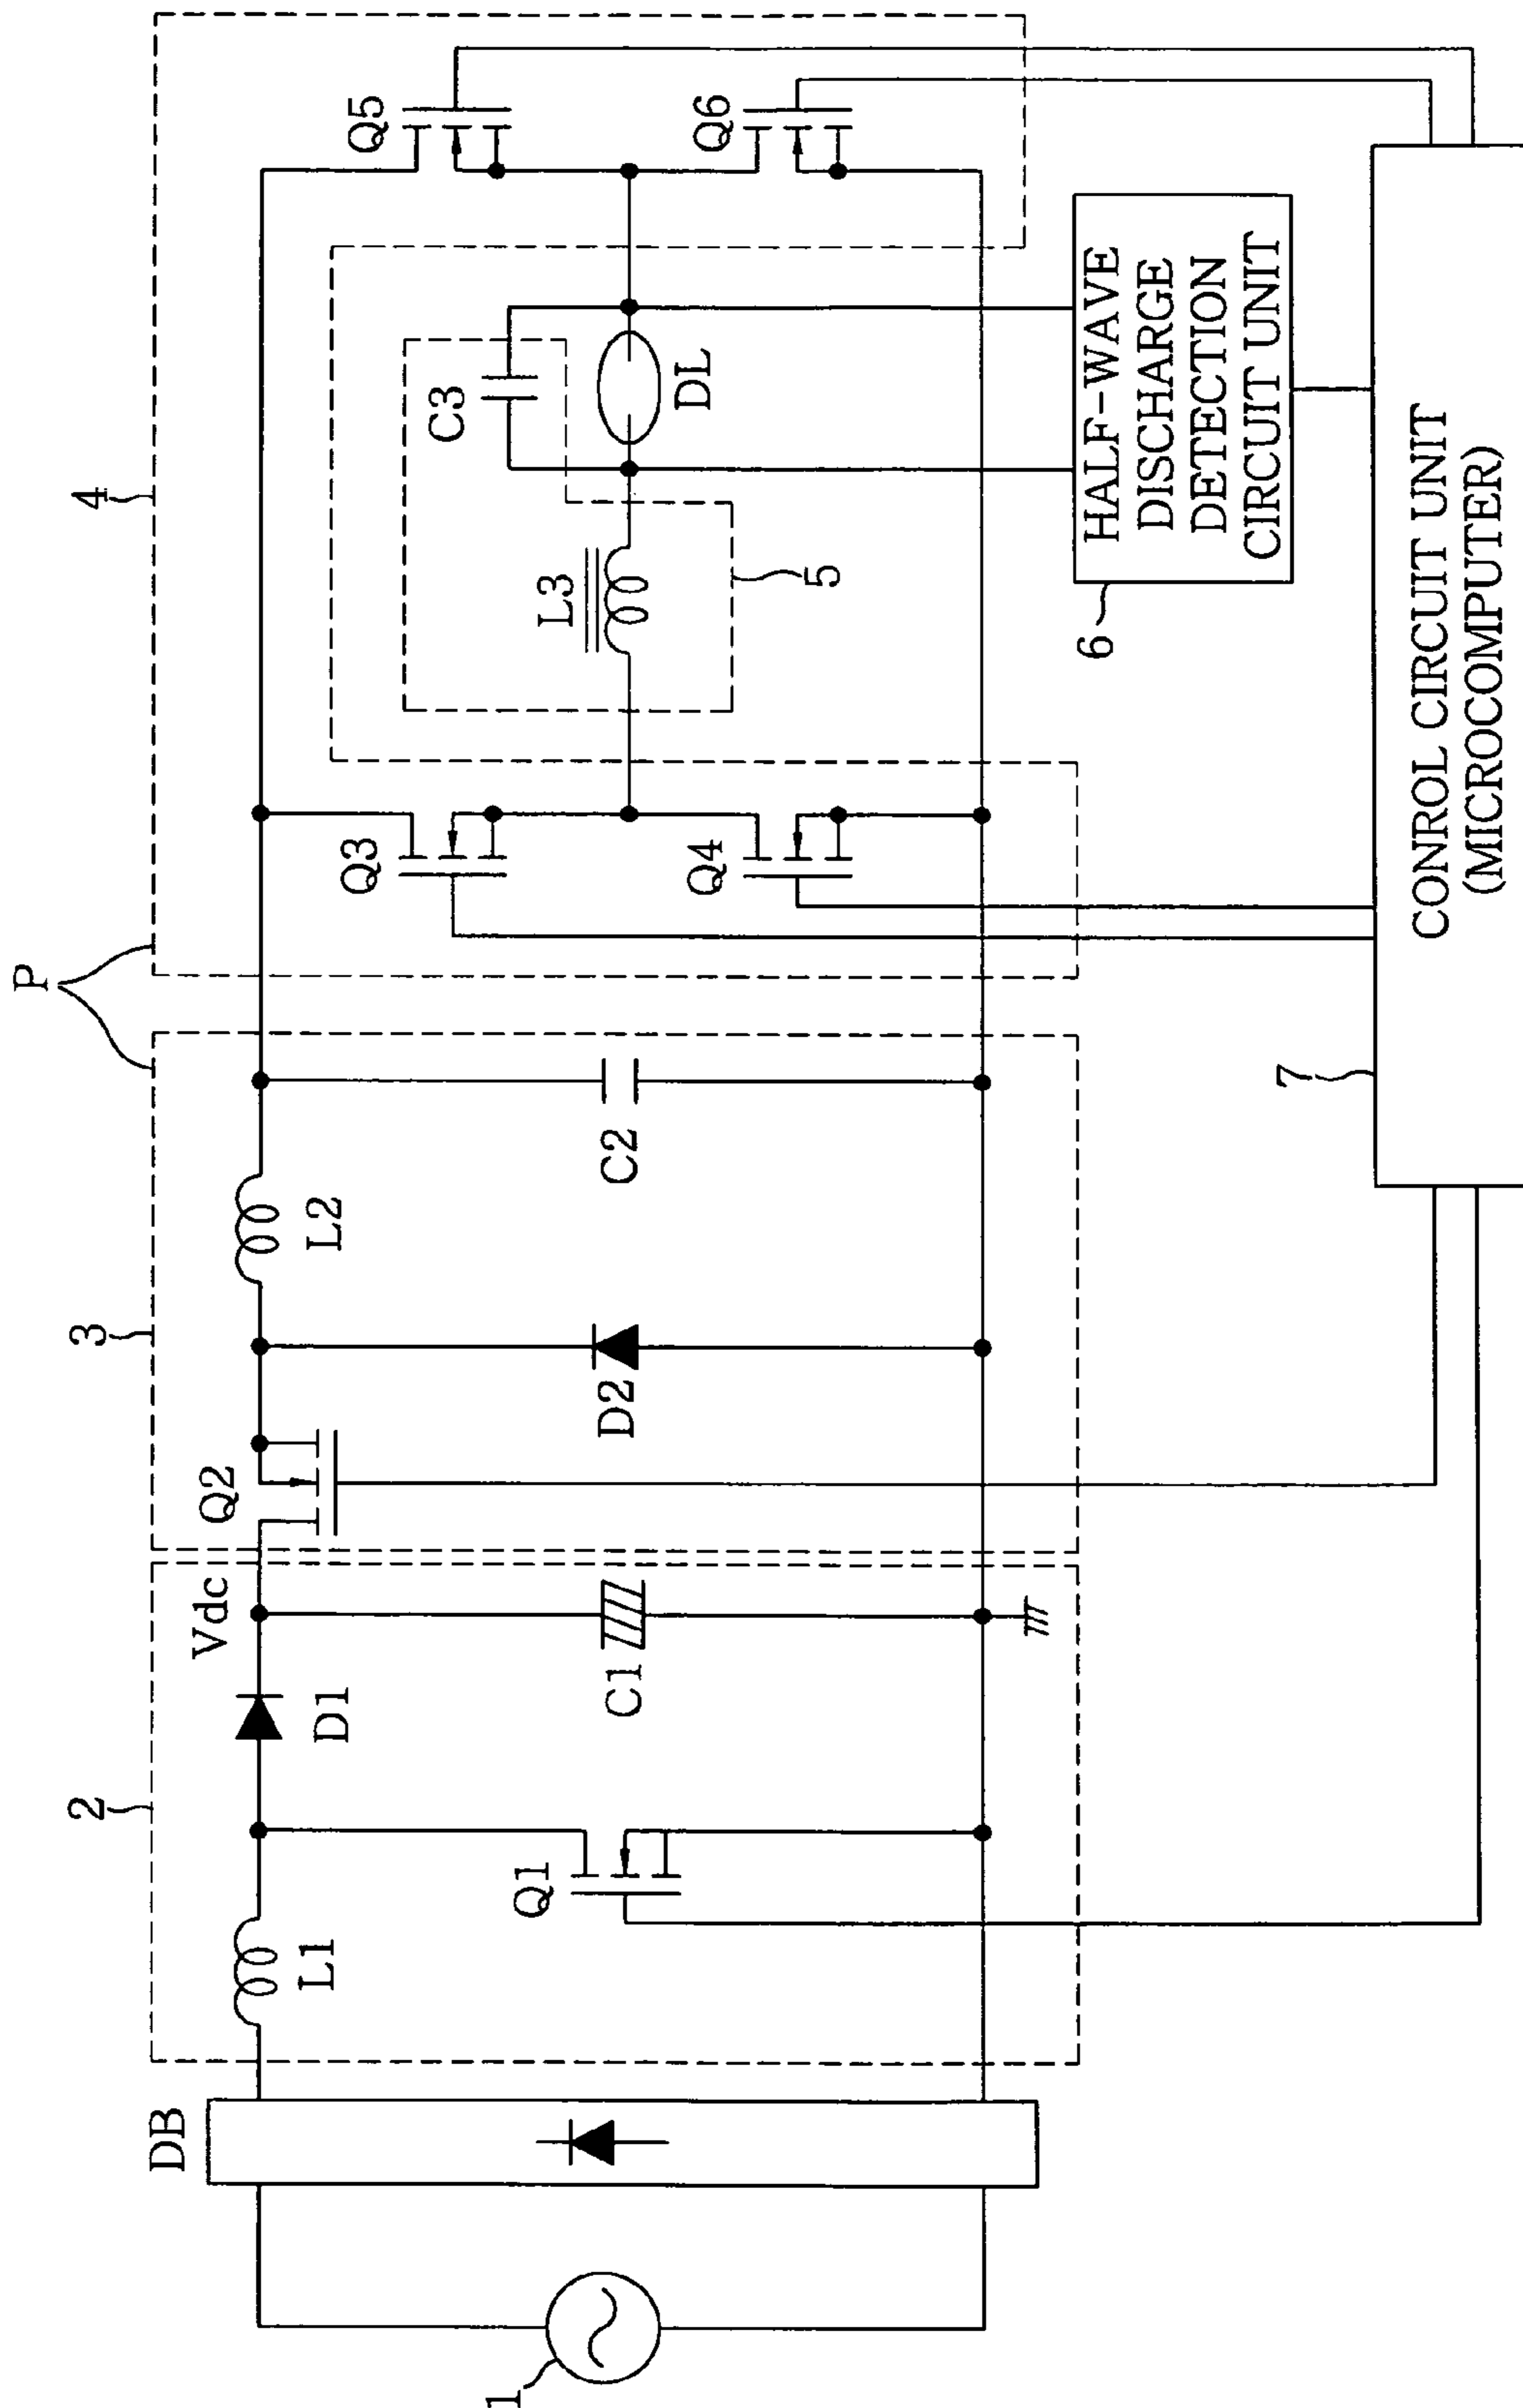 P
2
3
4
DB
L1
D1
Vdc
Q2
L2
Q1
C1
D2
C2
Q3
Q4
L3
C3
DL
5
Q5
Q6
1
6
HALF-WAVE
DISCHARGE
DETECTION
CIRCUIT UNIT
7
CONROL CIRCUIT UNIT
(MICROCOMPUTER)